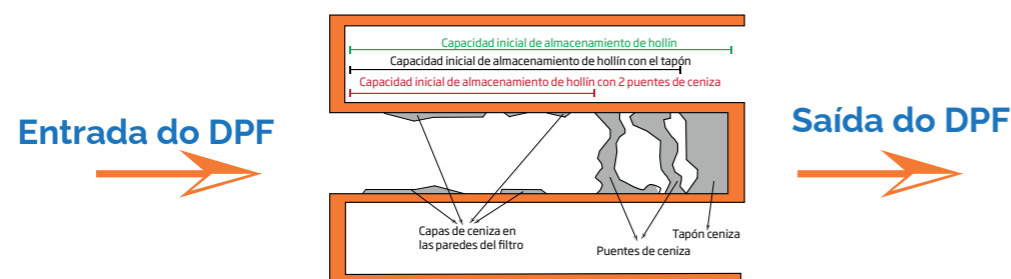 Capacidad inicial de almacenamiento de hollín
Capacidad inicial de almacenamiento de hollín con el tapón
Capacidad inicial de almacenamiento de hollín con 2 puentes de ceniza
Entrada do DPF
Saída do DPF
Capas de ceniza en
las paredes del filtro
Puentes de ceniza
Tapón ceniza